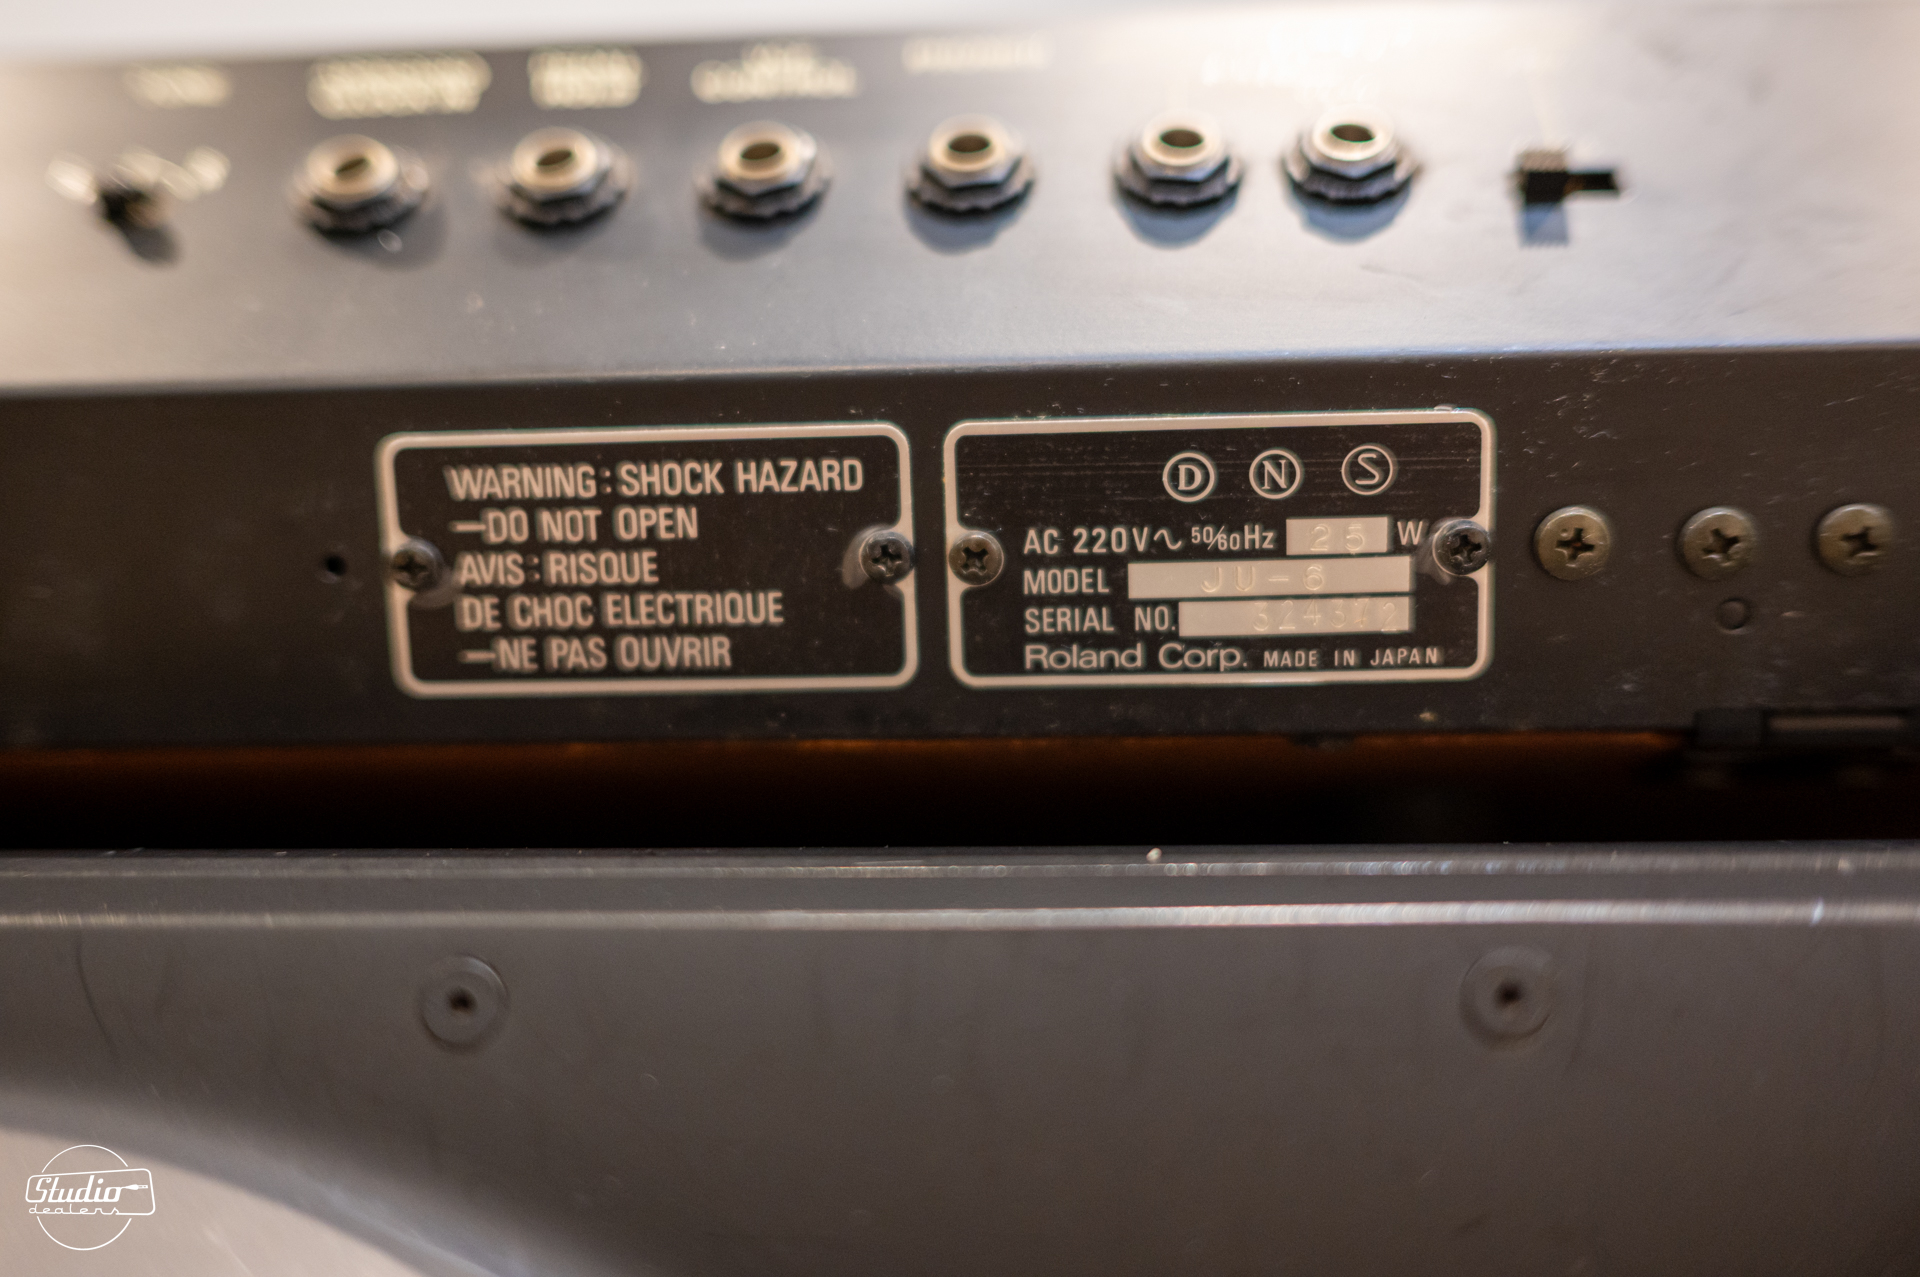 WARNING : SHOCK HAZARD
—DO NOT OPEN
AVIS : RISQUE
DE CHOC ELECTRIQUE
—NE PAS OUVRIR
D N S
AC 220V~ 50/60Hz 25 W
MODEL JU-6
SERIAL NO.
Roland Corp. MADE IN JAPAN
Studio
dealers